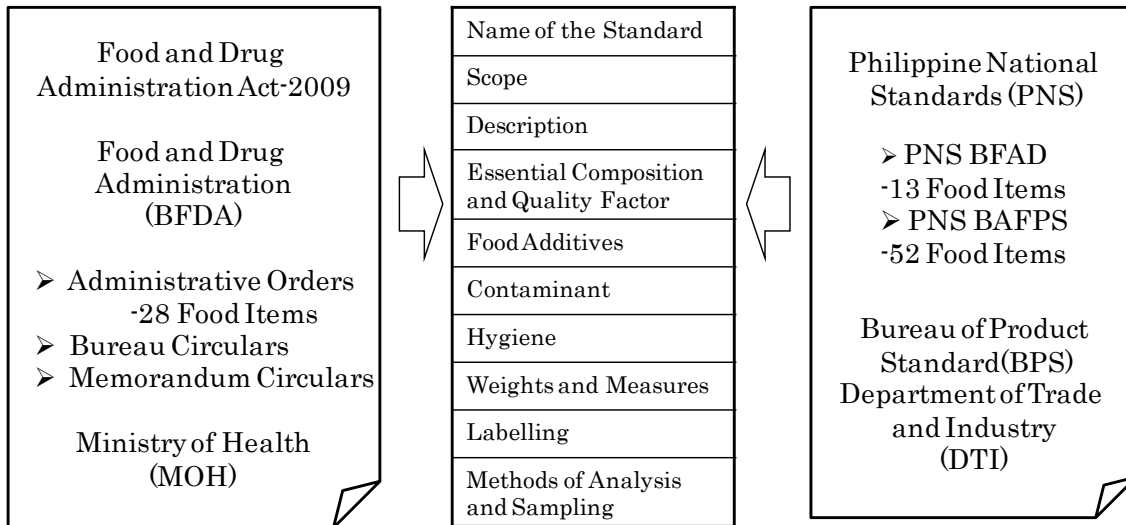 Food and Drug
Administration Act-2009
Food and Drug
Administration
(BFDA)
➢ Administrative Orders
-28 Food Items
➢ Bureau Circulars
➢ Memorandum Circulars
Ministry of Health
(MOH)
Name of the Standard
Scope
Description
Essential Composition
and Quality Factor
Food Additives
Contaminant
Hygiene
Weights and Measures
Labelling
Methods of Analysis
and Sampling
Philippine National
Standards (PNS)
➢ PNS BFAD
-13 Food Items
➢ PNS BAFPS
-52 Food Items
Bureau of Product
Standard(BPS)
Department of Trade
and Industry
(DTI)